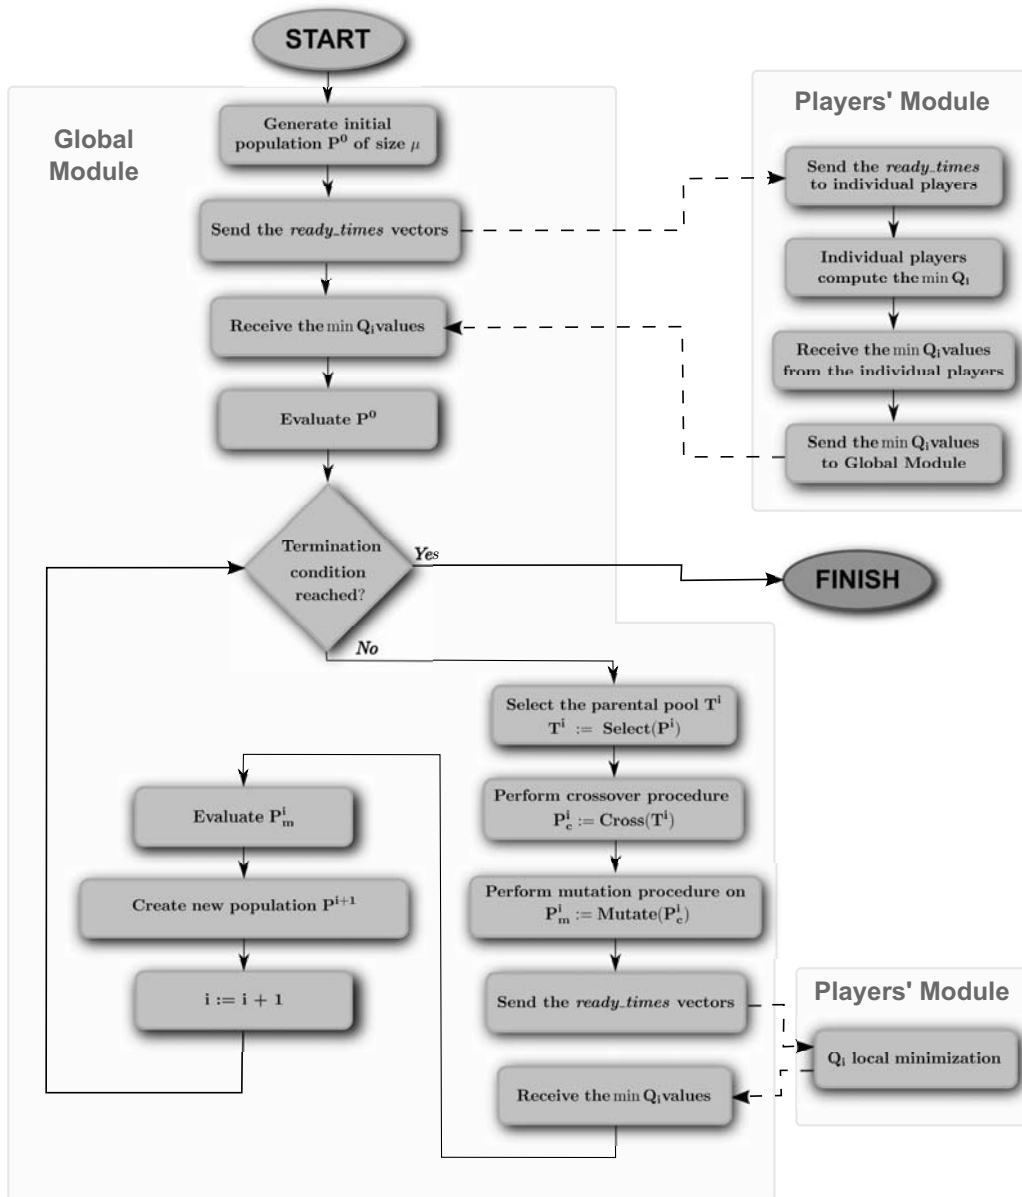 START
Global
Module
Generate initial
population P⁰ of size μ
Send the ready_times vectors
Receive the min Qᵢ values
Evaluate P⁰
Players' Module
Send the ready_times
to individual players
Individual players
compute the min Qᵢ
Receive the min Qᵢ values
from the individual players
Send the min Qᵢ values
to Global Module
Termination
condition
reached?
Yes
FINISH
No
Select the parental pool Tⁱ
Tⁱ := Select(Pⁱ)
Perform crossover procedure
P_c^i := Cross(Tⁱ)
Perform mutation procedure on
P_m^i := Mutate(P_c^i)
Send the ready_times vectors
Receive the min Qᵢ values
Players' Module
Qᵢ local minimization
Evaluate P_m^i
Create new population Pⁱ⁺¹
i := i + 1